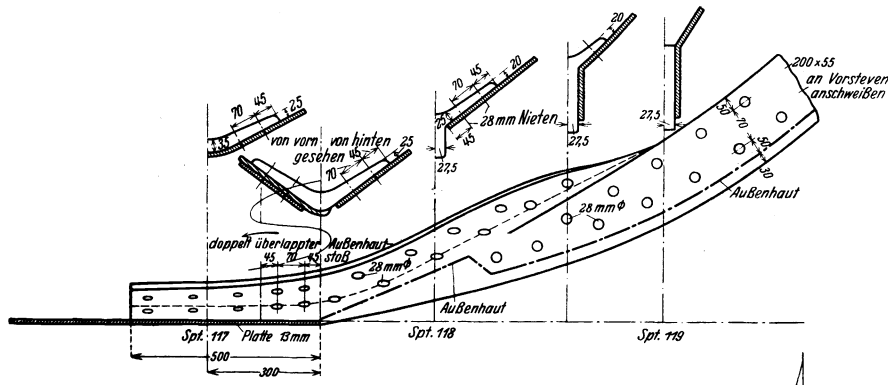 20
45
70
20
70
45
25
35
75
45
28 mm Nieten
27,5
27,5
27,5
200 × 55
an Vorsteven
anschweißen
von vorn von hinten
gesehen
25
45
70
50
70
50
30
Außenhaut
28 mm ⌀
doppelt überlappter Außenhaut-
stoß
45 70 45
28 mm ⌀
Außenhaut
Spt. 117
Platte 13 mm
Spt. 118
Spt. 119
500
300